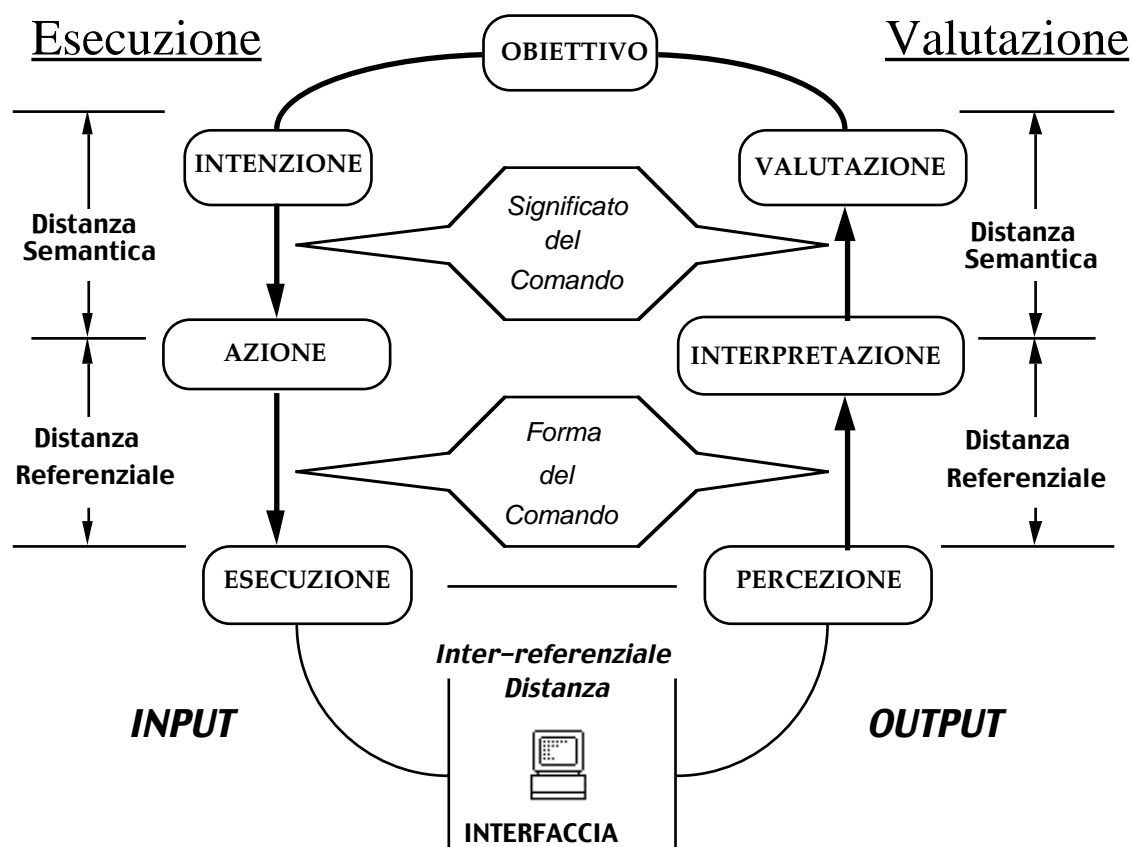 Esecuzione
OBIETTIVO
Valutazione
INTENZIONE
VALUTAZIONE
Significato
del
Comando
Distanza
Semantica
Distanza
Semantica
AZIONE
INTERPRETAZIONE
Forma
del
Comando
Distanza
Referenziale
Distanza
Referenziale
ESECUZIONE
PERCEZIONE
Inter-referenziale
Distanza
INPUT
OUTPUT
INTERFACCIA